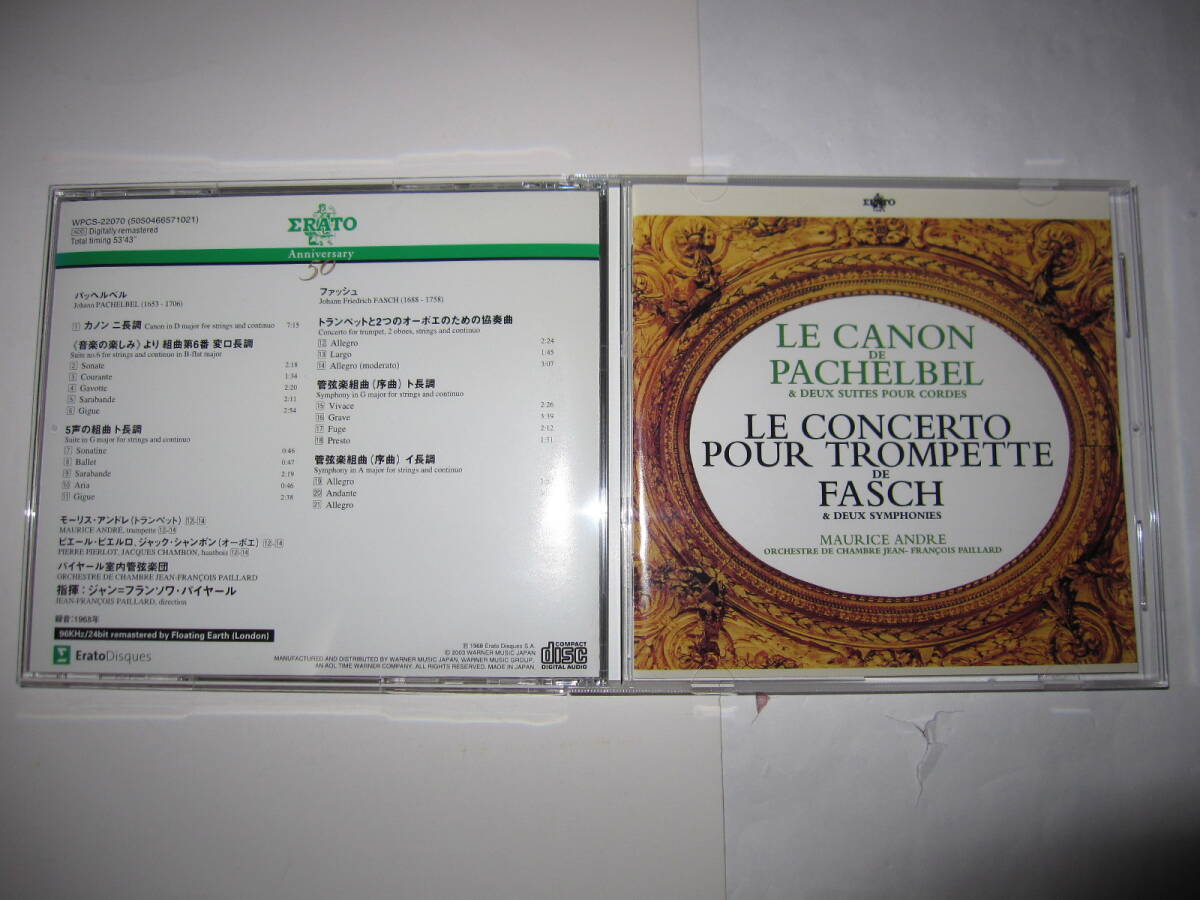 WPCS-22070 (5050466571021)
ADD Digitally remastered
Total timing 53'43"
ERATO
Anniversary
50
パッヘルベル
Johann PACHELBEL (1653 - 1706)
1 カノン ニ長調 Canon in D major for strings and continuo 7:15
《音楽の楽しみ》より 組曲第6番 変ロ長調
Suite no.6 for strings and continuo in B-flat major
2 Sonate 2:18
3 Courante 1:34
4 Gavotte 2:20
5 Sarabande 2:11
6 Gigue 2:54
5声の組曲 ト長調
Suite in G major for strings and continuo
7 Sonatine 0:46
8 Ballet 0:47
9 Sarabande 2:19
10 Aria 0:46
11 Gigue 2:38
ファッシュ
Johann Friedrich FASCH (1688 - 1758)
トランペットと2つのオーボエのための協奏曲
Concerto for trumpet, 2 oboes, strings and continuo
12 Allegro 2:24
13 Largo 1:45
14 Allegro (moderato) 3:07
管弦楽組曲(序曲) ト長調
Symphony in G major for strings and continuo
15 Vivace 2:26
16 Grave 3:39
17 Fuge 2:12
18 Presto 1:31
管弦楽組曲(序曲) イ長調
Symphony in A major for strings and continuo
19 Allegro
20 Andante
21 Allegro
モーリス・アンドレ(トランペット) 12-14
MAURICE ANDRÉ, trumpette 12-14
ピエール・ピエルロ、ジャック・シャンボン(オーボエ) 12-14
PIERRE PIERLOT, JACQUES CHAMBON, hautbois 12-14
パイヤール室内管弦楽団
ORCHESTRE DE CHAMBRE JEAN-FRANÇOIS PAILLARD
指揮:ジャン=フランソワ・パイヤール
JEAN-FRANÇOIS PAILLARD, direction
録音:1968年
96KHz/24bit remastered by Floating Earth (London)
EratoDisques
℗ 1968 Erato Disques S.A.
© 2003 WARNER MUSIC JAPAN
MANUFACTURED AND DISTRIBUTED BY WARNER MUSIC JAPAN, WARNER MUSIC GROUP,
AN AOL TIME WARNER COMPANY. ALL RIGHTS RESERVED. MADE IN JAPAN.
COMPACT
disc
DIGITAL AUDIO
ERATO
LE CANON
DE
PACHELBEL
& DEUX SUITES POUR CORDES
LE CONCERTO
POUR TROMPETTE
DE
FASCH
& DEUX SYMPHONIES
MAURICE ANDRE
ORCHESTRE DE CHAMBRE JEAN- FRANÇOIS PAILLARD